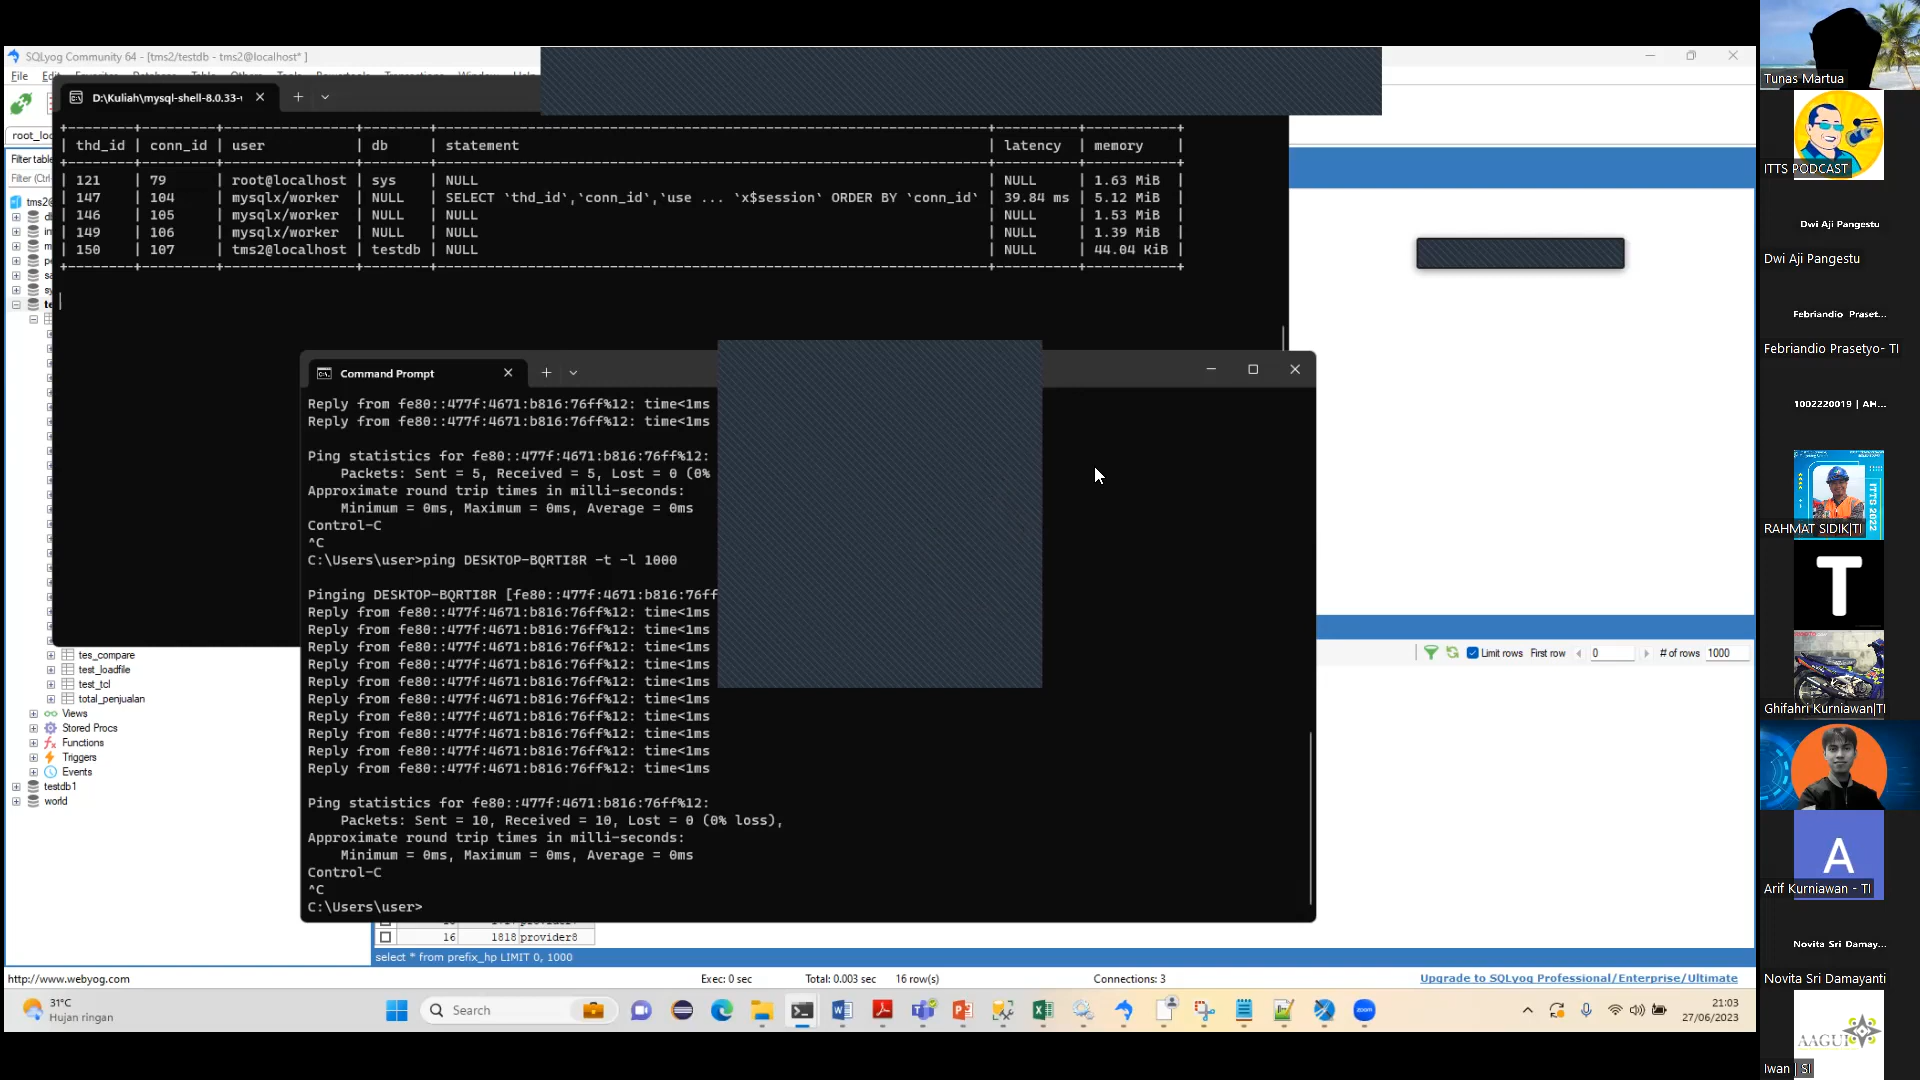 SQLyog Community 64 - [tms2/testdb - tms2@localhost* ]
File
D:\Kuliah\mysql-shell-8.0.33-
root_loc
Filter table
Filter (Ctrl-
tms2@
thd_id | conn_id | user | db | statement | latency | memory
121 | 79 | root@localhost | sys | NULL | NULL | 1.63 MiB
147 | 104 | mysqlx/worker | NULL | SELECT `thd_id`,`conn_id`,`use ... `x$session` ORDER BY `conn_id` | 39.84 ms | 5.12 MiB
146 | 105 | mysqlx/worker | NULL | NULL | NULL | 1.53 MiB
149 | 106 | mysqlx/worker | NULL | NULL | NULL | 1.39 MiB
150 | 107 | tms2@localhost | testdb | NULL | NULL | 44.04 KiB
Command Prompt
Reply from fe80::477f:4671:b816:76ff%12: time<1ms
Reply from fe80::477f:4671:b816:76ff%12: time<1ms
Ping statistics for fe80::477f:4671:b816:76ff%12:
Packets: Sent = 5, Received = 5, Lost = 0 (0%
Approximate round trip times in milli-seconds:
Minimum = 0ms, Maximum = 0ms, Average = 0ms
Control-C
^C
C:\Users\user>ping DESKTOP-BQRTI8R -t -l 1000
Pinging DESKTOP-BQRTI8R [fe80::477f:4671:b816:76ff
Reply from fe80::477f:4671:b816:76ff%12: time<1ms
Reply from fe80::477f:4671:b816:76ff%12: time<1ms
Reply from fe80::477f:4671:b816:76ff%12: time<1ms
Reply from fe80::477f:4671:b816:76ff%12: time<1ms
Reply from fe80::477f:4671:b816:76ff%12: time<1ms
Reply from fe80::477f:4671:b816:76ff%12: time<1ms
Reply from fe80::477f:4671:b816:76ff%12: time<1ms
Reply from fe80::477f:4671:b816:76ff%12: time<1ms
Reply from fe80::477f:4671:b816:76ff%12: time<1ms
Reply from fe80::477f:4671:b816:76ff%12: time<1ms
Ping statistics for fe80::477f:4671:b816:76ff%12:
Packets: Sent = 10, Received = 10, Lost = 0 (0% loss),
Approximate round trip times in milli-seconds:
Minimum = 0ms, Maximum = 0ms, Average = 0ms
Control-C
^C
C:\Users\user>
tes_compare
test_loadfile
test_tcl
total_penjualan
Views
Stored Procs
Functions
Triggers
Events
testdb1
world
Limit rows First row 0 # of rows 1000
16 1818 provider8
select * from prefix_hp LIMIT 0, 1000
http://www.webyog.com Exec: 0 sec Total: 0.003 sec 16 row(s) Connections: 3 Upgrade to SQLyog Professional/Enterprise/Ultimate
31°C
Hujan ringan
Search
zoom
21:03
27/06/2023
Tunas Martua
ITTS PODCAST
Dwi Aji Pangestu
Dwi Aji Pangestu
Febriandio Praset...
Febriandio Prasetyo- TI
1002220019 | AH...
ITTS 2022
RAHMAT SIDIK|TI
T
Ghifahri Kurniawan|TI
A
Arif Kurniawan - TI
Novita Sri Damay...
Novita Sri Damayanti
AAGUI
Iwan | SI